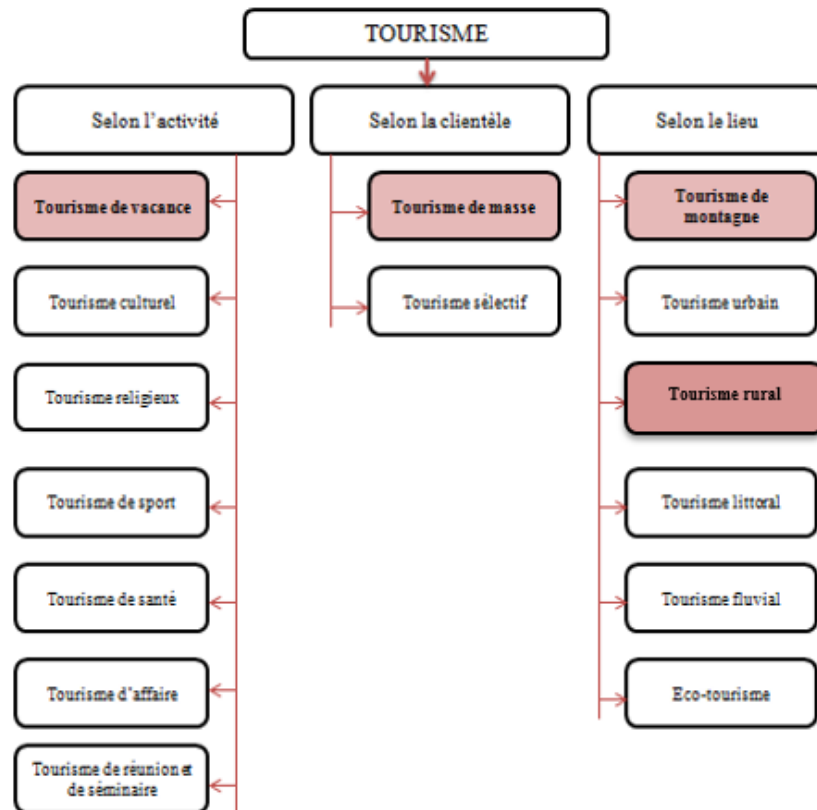 TOURISME
Selon l'activité
Selon la clientèle
Selon le lieu
Tourisme de vacance
Tourisme de masse
Tourisme de
montagne
Tourisme culturel
Tourisme sélectif
Tourisme urbain
Tourisme religieux
Tourisme rural
Tourisme de sport
Tourisme littoral
Tourisme de santé
Tourisme fluvial
Tourisme d'affaire
Eco-tourisme
Tourisme de réunion et
de séminaire